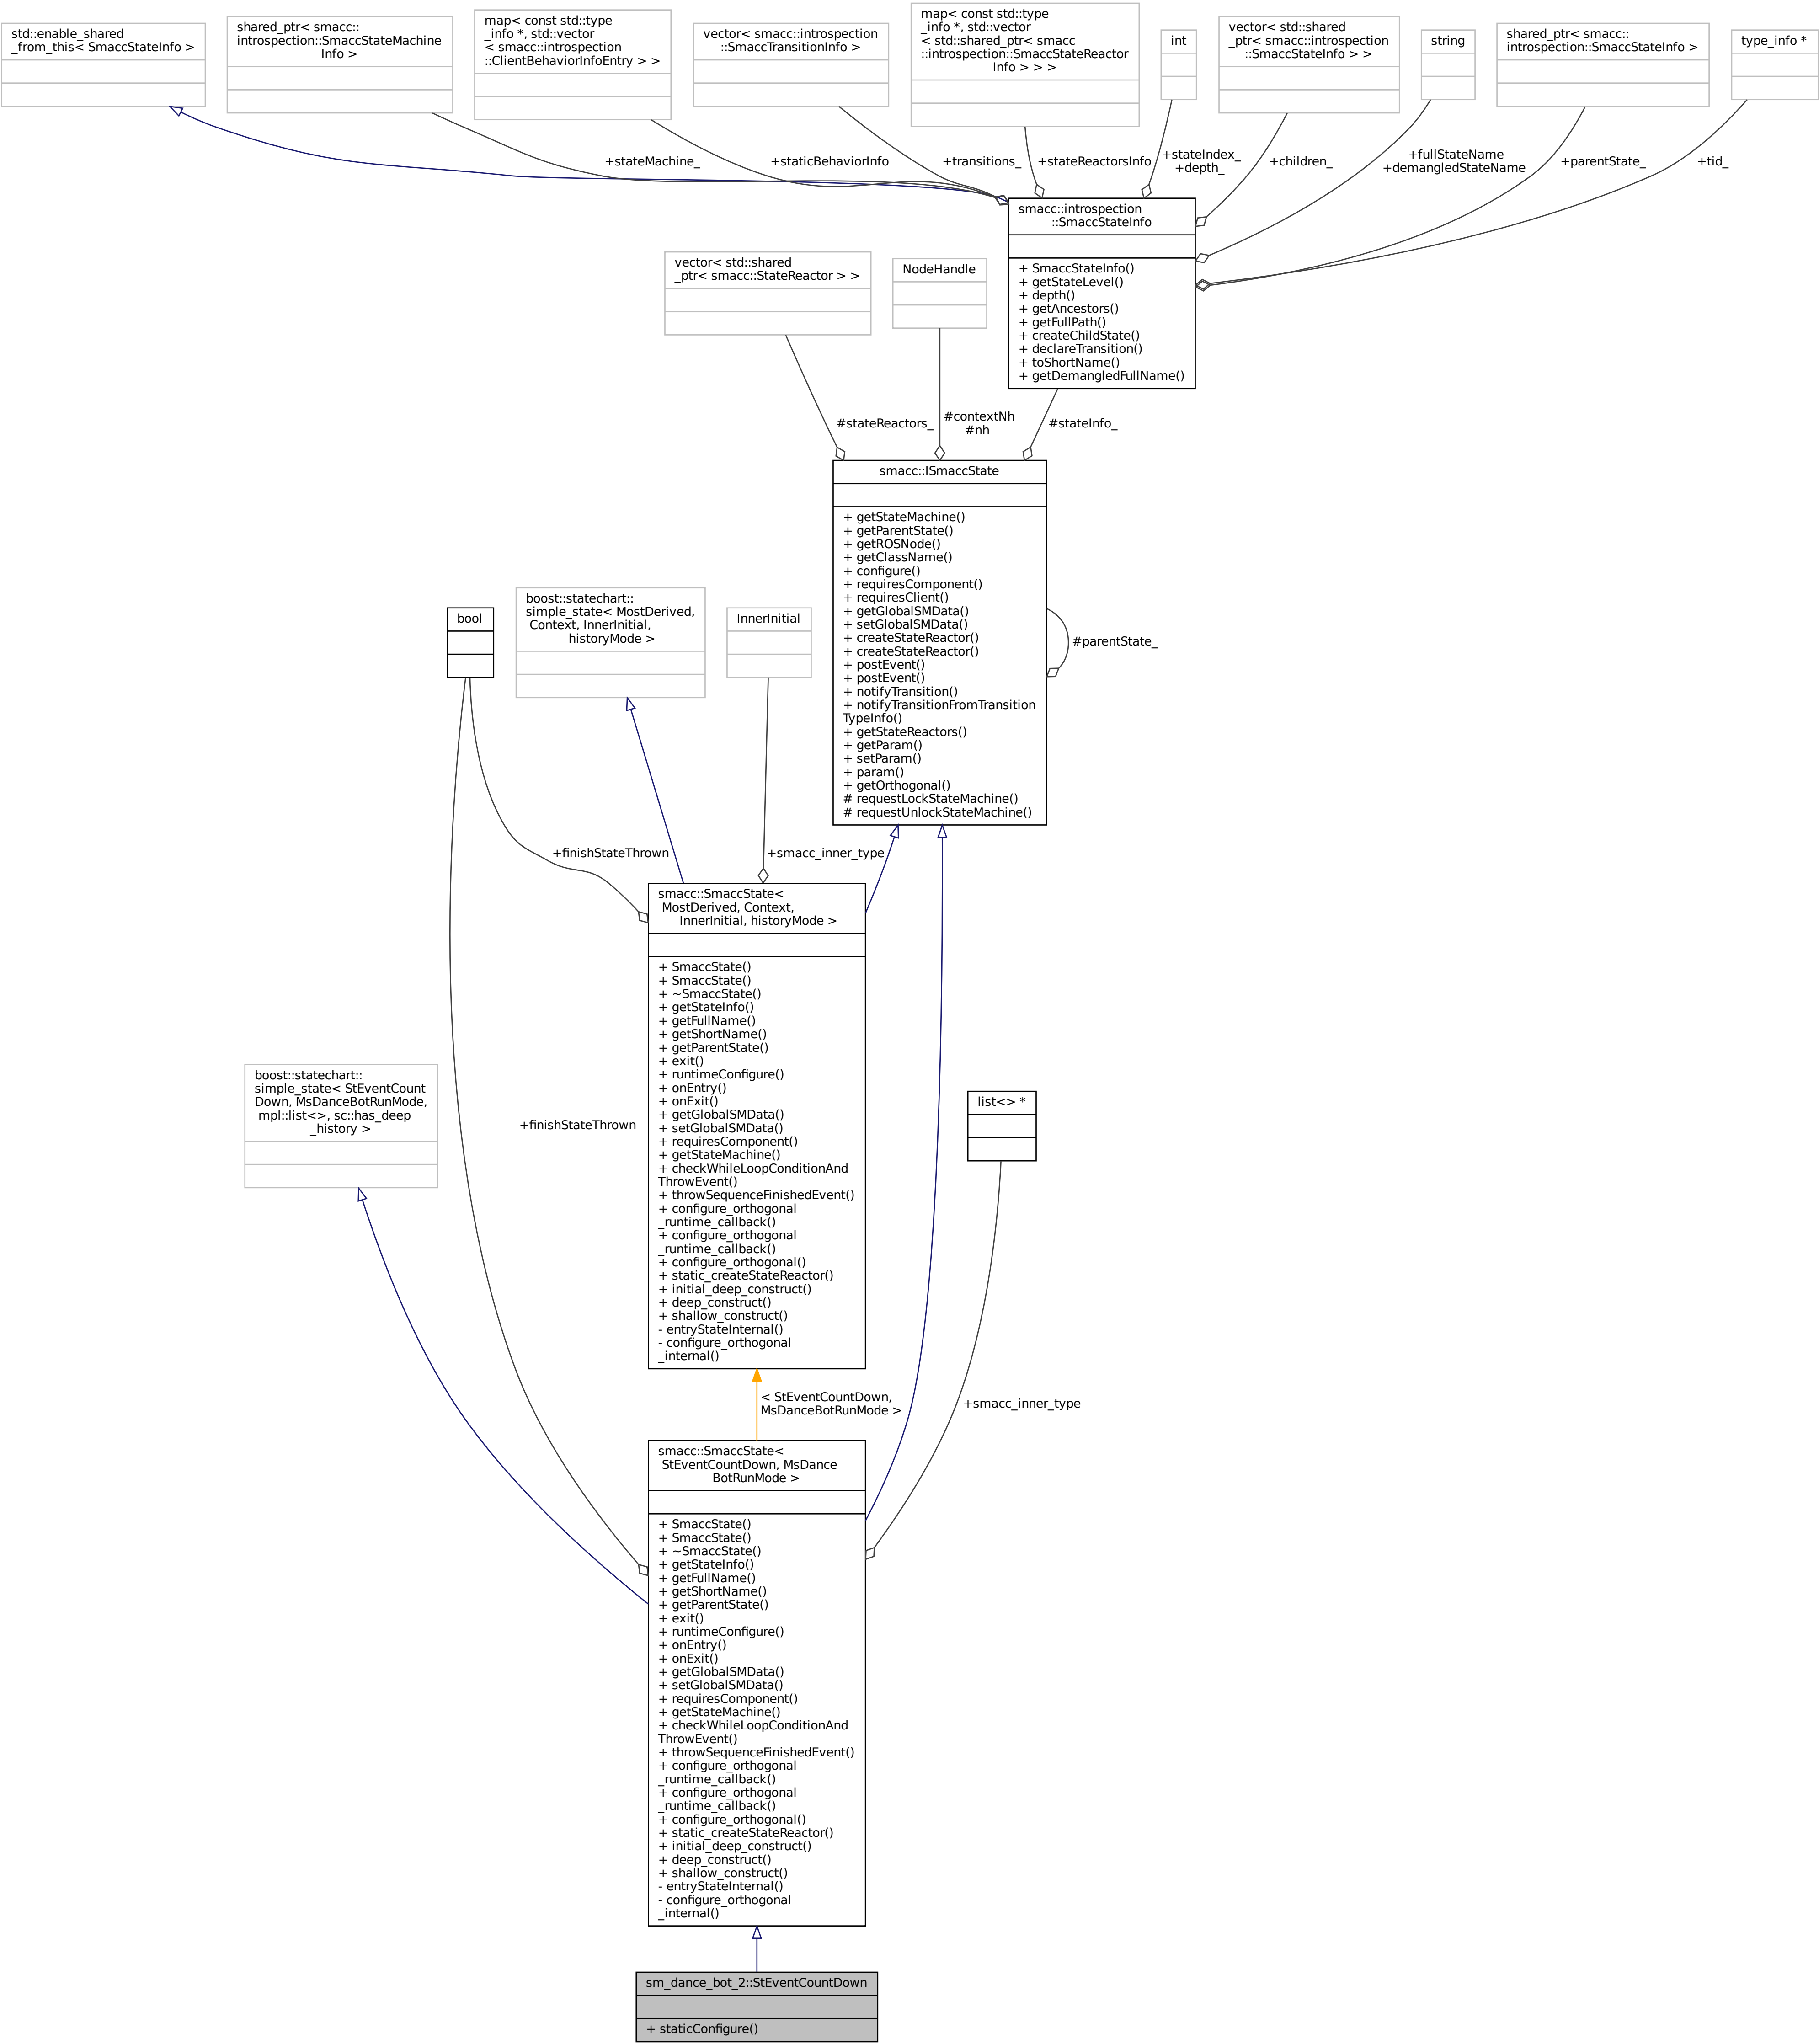 std::enable_shared
_from_this< SmaccStateInfo >
shared_ptr< smacc::
introspection::SmaccStateMachine
Info >
map< const std::type
_info *, std::vector
< smacc::introspection
::ClientBehaviorInfoEntry > >
vector< smacc::introspection
::SmaccTransitionInfo >
map< const std::type
_info *, std::vector
< std::shared_ptr< smacc
::introspection::SmaccStateReactor
Info > > >
int
vector< std::shared
_ptr< smacc::introspection
::SmaccStateInfo > >
string
shared_ptr< smacc::
introspection::SmaccStateInfo >
type_info *
+stateMachine_
+staticBehaviorInfo
+transitions_
+stateReactorsInfo
+stateIndex_
+depth_
+children_
+fullStateName
+demangledStateName
+parentState_
+tid_
smacc::introspection
::SmaccStateInfo
+ SmaccStateInfo()
+ getStateLevel()
+ depth()
+ getAncestors()
+ getFullPath()
+ createChildState()
+ declareTransition()
+ toShortName()
+ getDemangledFullName()
vector< std::shared
_ptr< smacc::StateReactor > >
NodeHandle
#stateReactors_
#contextNh
#nh
#stateInfo_
smacc::ISmaccState
+ getStateMachine()
+ getParentState()
+ getROSNode()
+ getClassName()
+ configure()
+ requiresComponent()
+ requiresClient()
+ getGlobalSMData()
+ setGlobalSMData()
+ createStateReactor()
+ createStateReactor()
+ postEvent()
+ postEvent()
+ notifyTransition()
+ notifyTransitionFromTransition
TypeInfo()
+ getStateReactors()
+ getParam()
+ setParam()
+ param()
+ getOrthogonal()
# requestLockStateMachine()
# requestUnlockStateMachine()
#parentState_
bool
boost::statechart::
simple_state< MostDerived,
Context, InnerInitial,
historyMode >
InnerInitial
+finishStateThrown
+smacc_inner_type
smacc::SmaccState<
MostDerived, Context,
InnerInitial, historyMode >
+ SmaccState()
+ SmaccState()
+ ~SmaccState()
+ getStateInfo()
+ getFullName()
+ getShortName()
+ getParentState()
+ exit()
+ runtimeConfigure()
+ onEntry()
+ onExit()
+ getGlobalSMData()
+ setGlobalSMData()
+ requiresComponent()
+ getStateMachine()
+ checkWhileLoopConditionAnd
ThrowEvent()
+ throwSequenceFinishedEvent()
+ configure_orthogonal
_runtime_callback()
+ configure_orthogonal
_runtime_callback()
+ configure_orthogonal()
+ static_createStateReactor()
+ initial_deep_construct()
+ deep_construct()
+ shallow_construct()
- entryStateInternal()
- configure_orthogonal
_internal()
boost::statechart::
simple_state< StEventCount
Down, MsDanceBotRunMode,
mpl::list<>, sc::has_deep
_history >
+finishStateThrown
list<> *
< StEventCountDown,
MsDanceBotRunMode >
+smacc_inner_type
smacc::SmaccState<
StEventCountDown, MsDance
BotRunMode >
+ SmaccState()
+ SmaccState()
+ ~SmaccState()
+ getStateInfo()
+ getFullName()
+ getShortName()
+ getParentState()
+ exit()
+ runtimeConfigure()
+ onEntry()
+ onExit()
+ getGlobalSMData()
+ setGlobalSMData()
+ requiresComponent()
+ getStateMachine()
+ checkWhileLoopConditionAnd
ThrowEvent()
+ throwSequenceFinishedEvent()
+ configure_orthogonal
_runtime_callback()
+ configure_orthogonal
_runtime_callback()
+ configure_orthogonal()
+ static_createStateReactor()
+ initial_deep_construct()
+ deep_construct()
+ shallow_construct()
- entryStateInternal()
- configure_orthogonal
_internal()
sm_dance_bot_2::StEventCountDown
+ staticConfigure()